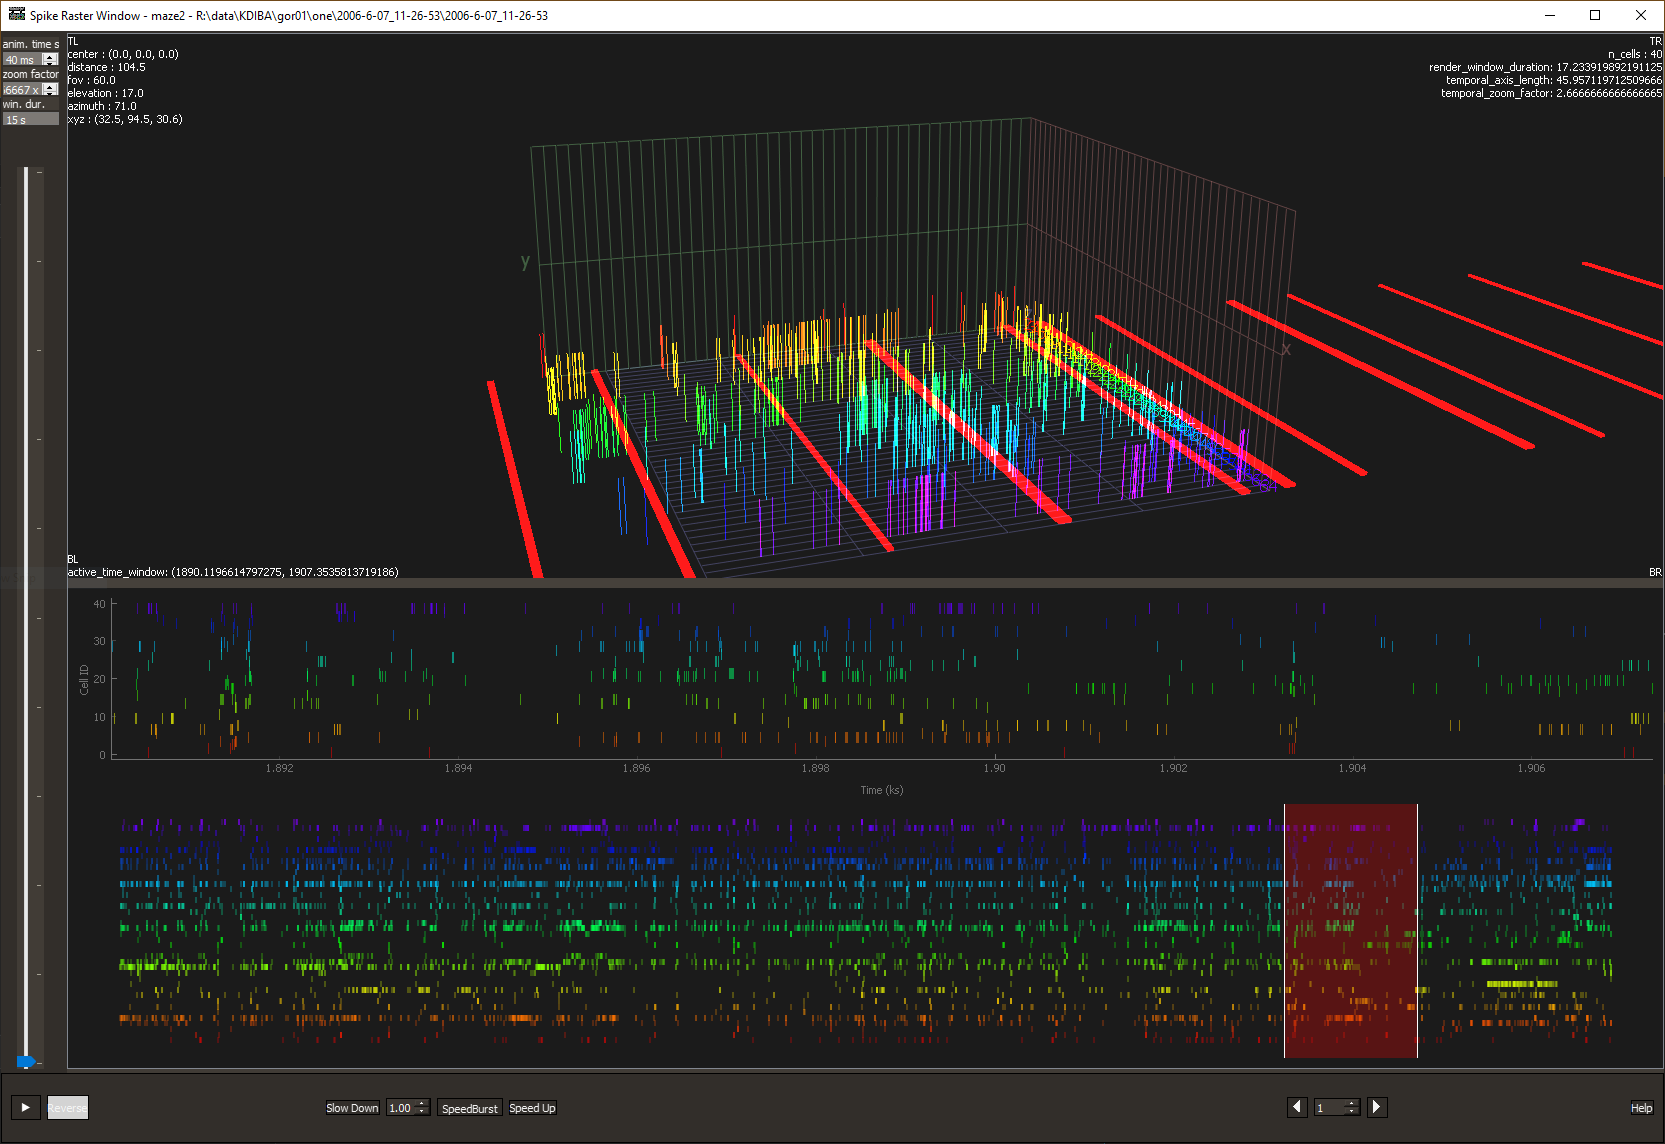 Spike Raster Window - maze2 - R:\data\KDIBA\gor01\one\2006-6-07_11-26-53\2006-6-07_11-26-53
anim. time s
40 ms
zoom factor
6667 x
win. dur.
15 s
TL
center : (0.0, 0.0, 0.0)
distance : 104.5
fov : 60.0
elevation : 17.0
azimuth : 71.0
xyz : (32.5, 94.5, 30.6)
TR
n_cells : 40
render_window_duration: 17.233919892191125
temporal_axis_length: 45.957119712509666
temporal_zoom_factor: 2.6666666666666665
y
x
BL
active_time_window: (1890.1196614797275, 1907.3535813719186)
BR
40
30
20
10
0
Cell ID
1.892 1.894 1.896 1.898 1.90 1.902 1.904 1.906
Time (ks)
Reverse
Slow Down
1.00
SpeedBurst
Speed Up
1
Help